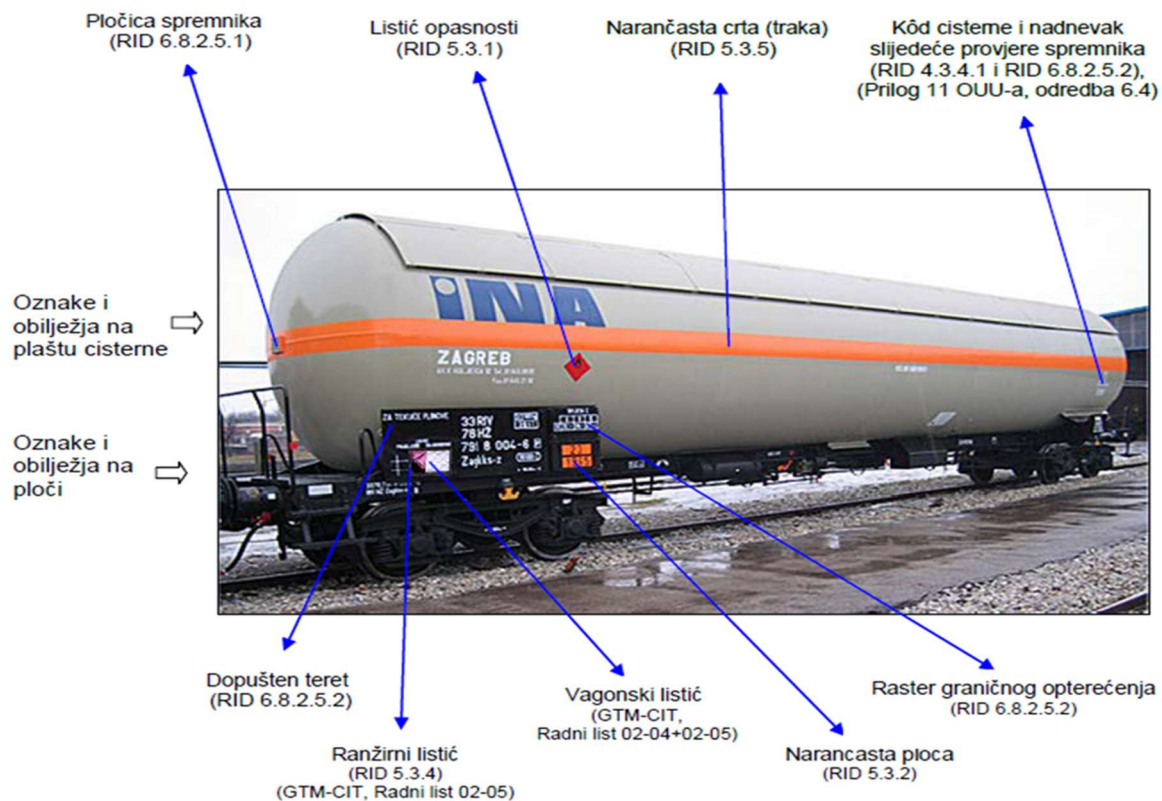 Pločica spremnika
(RID 6.8.2.5.1)
Listić opasnosti
(RID 5.3.1)
Narančasta crta (traka)
(RID 5.3.5)
Kôd cisterne i nadnevak
slijedeće provjere spremnika
(RID 4.3.4.1 i RID 6.8.2.5.2),
(Prilog 11 OUU-a, odredba 6.4)
Oznake i
obilježja na
plaštu cisterne
iNA
ZAGREB
Oznake i
obilježja na
ploči
ZA TEKUĆE PLINOVE
33 RIV
78 HŽ
791 8 004-6
Zagkks-z
Dopušten teret
(RID 6.8.2.5.2)
Vagonski listić
(GTM-CIT,
Radni list 02-04+02-05)
Raster graničnog opterećenja
(RID 6.8.2.5.2)
Ranžirni listić
(RID 5.3.4)
(GTM-CIT, Radni list 02-05)
Narancasta ploca
(RID 5.3.2)